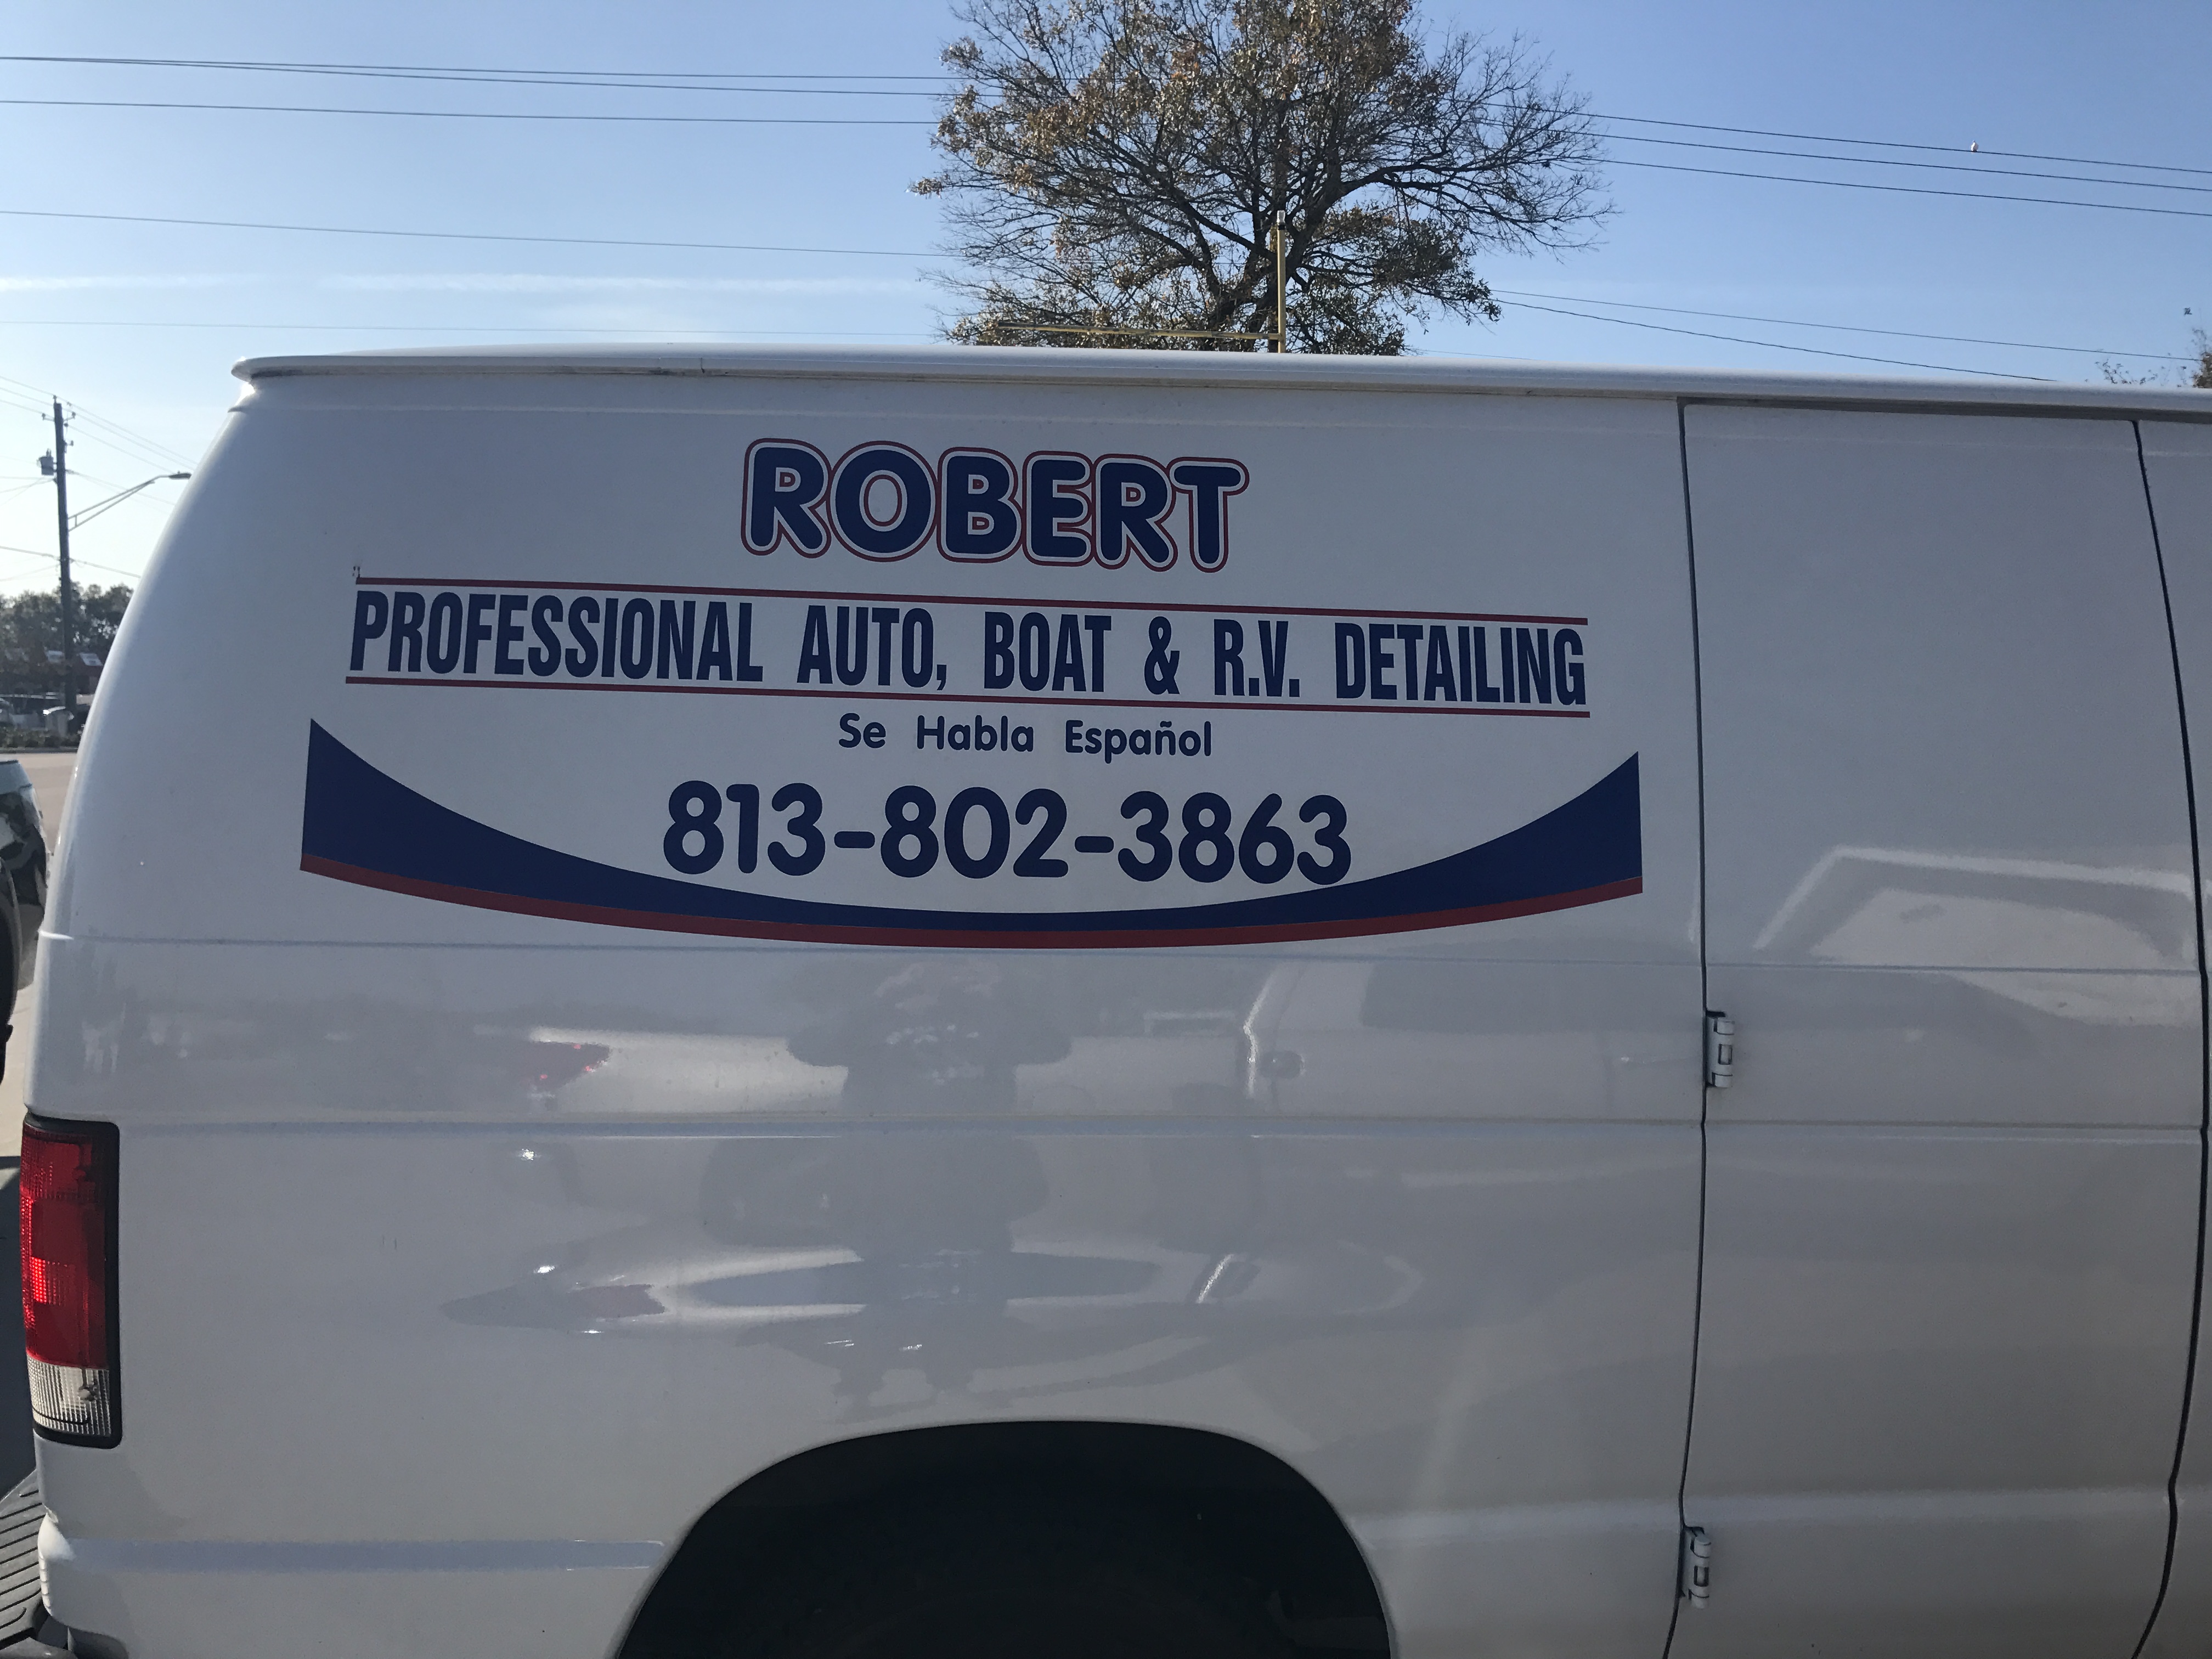 ROBERT
PROFESSIONAL AUTO, BOAT & R.V. DETAILING
Se Habla Español
813-802-3863